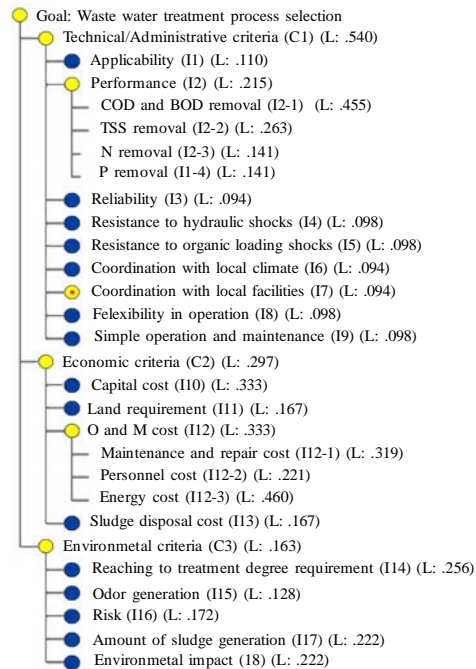 Goal: Waste water treatment process selection
Technical/Administrative criteria (C1) (L: .540)
Applicability (I1) (L: .110)
Performance (I2) (L: .215)
COD and BOD removal (I2-1) (L: .455)
TSS removal (I2-2) (L: .263)
N removal (I2-3) (L: .141)
P removal (I1-4) (L: .141)
Reliability (I3) (L: .094)
Resistance to hydraulic shocks (I4) (L: .098)
Resistance to organic loading shocks (I5) (L: .098)
Coordination with local climate (I6) (L: .094)
Coordination with local facilities (I7) (L: .094)
Felexibility in operation (I8) (L: .098)
Simple operation and maintenance (I9) (L: .098)
Economic criteria (C2) (L: .297)
Capital cost (I10) (L: .333)
Land requirement (I11) (L: .167)
O and M cost (I12) (L: .333)
Maintenance and repair cost (I12-1) (L: .319)
Personnel cost (I12-2) (L: .221)
Energy cost (I12-3) (L: .460)
Sludge disposal cost (I13) (L: .167)
Environmetal criteria (C3) (L: .163)
Reaching to treatment degree requirement (I14) (L: .256)
Odor generation (I15) (L: .128)
Risk (I16) (L: .172)
Amount of sludge generation (I17) (L: .222)
Environmetal impact (18) (L: .222)